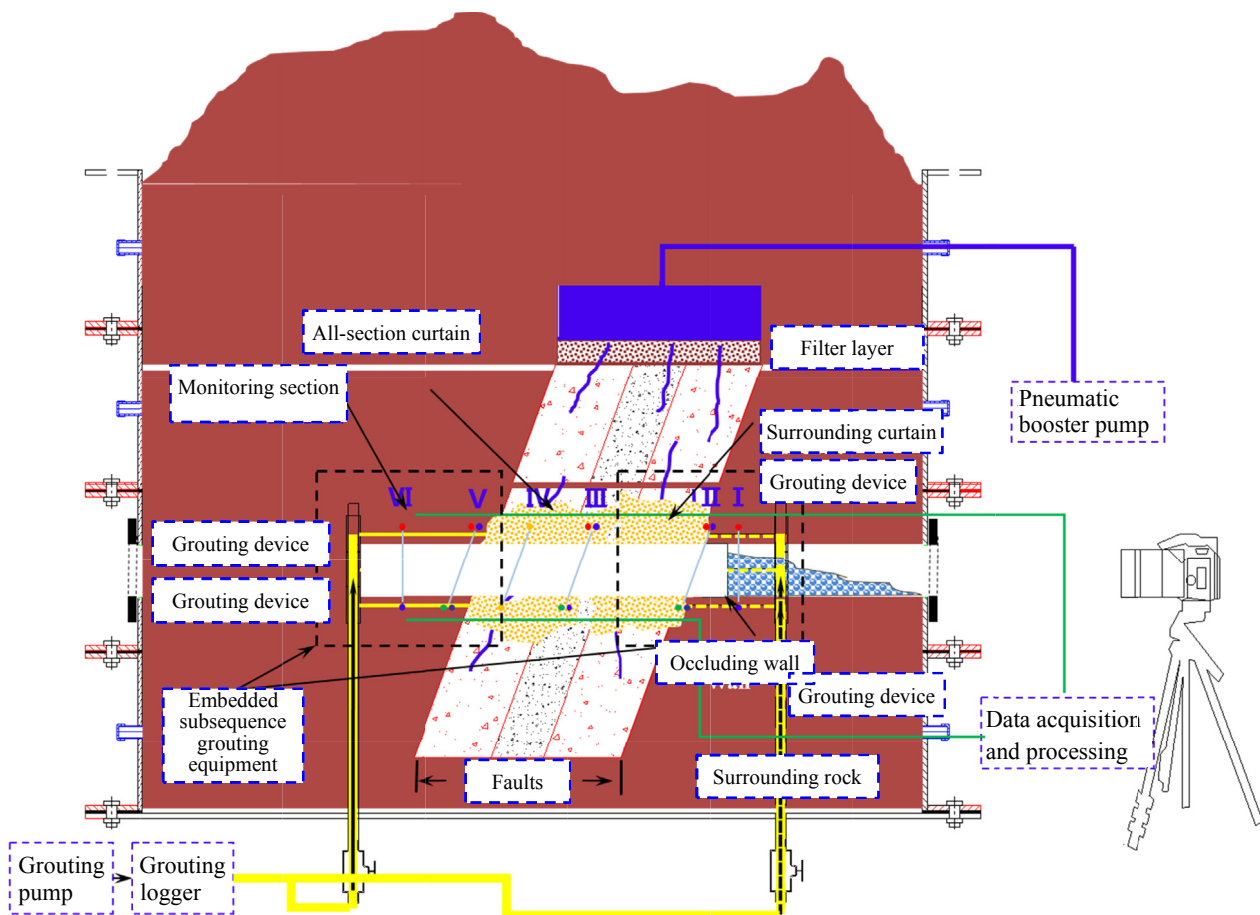 All-section curtain
Filter layer
Monitoring section
Pneumatic
booster pump
Surrounding curtain
Grouting device
VI
V
IV
III
II
I
Grouting device
Grouting device
Occluding wall
Grouting device
Embedded
subsequence
grouting
equipment
Data acquisition
and processing
Faults
Surrounding rock
Grouting
pump
Grouting
logger